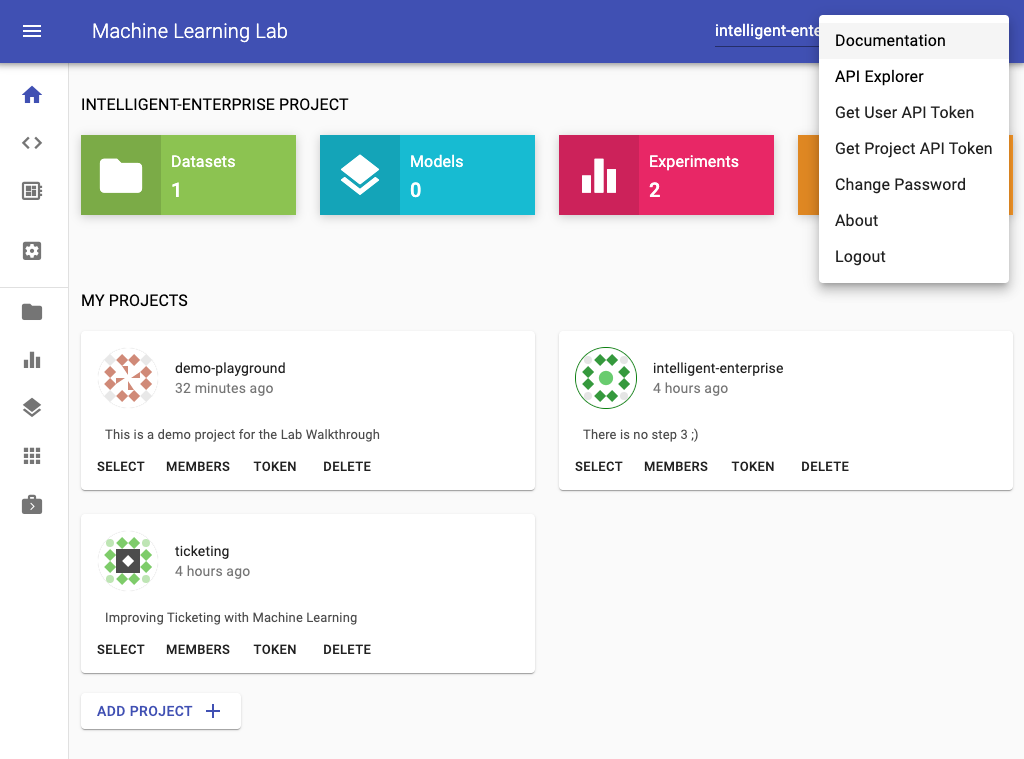 Machine Learning Lab
intelligent-ente
Documentation
API Explorer
Get User API Token
Get Project API Token
Change Password
About
Logout
INTELLIGENT-ENTERPRISE PROJECT
Datasets
1
Models
0
Experiments
2
MY PROJECTS
demo-playground
32 minutes ago
This is a demo project for the Lab Walkthrough
SELECT MEMBERS TOKEN DELETE
intelligent-enterprise
4 hours ago
There is no step 3 ;)
SELECT MEMBERS TOKEN DELETE
ticketing
4 hours ago
Improving Ticketing with Machine Learning
SELECT MEMBERS TOKEN DELETE
ADD PROJECT